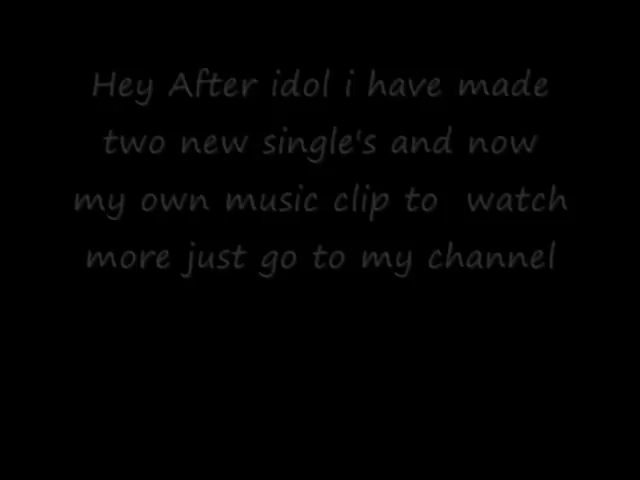 Hey After idol i have made
two new single's and now
my own music clip to  watch
more just go to my channel